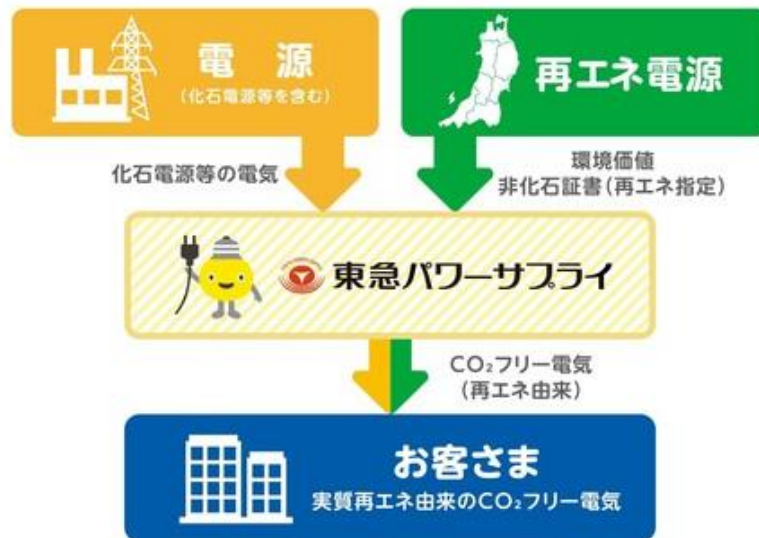 電源
(化石電源等を含む)
再エネ電源
化石電源等の電気
環境価値
非化石証書(再エネ指定)
東急パワーサプライ
CO₂フリー電気
(再エネ由来)
お客さま
実質再エネ由来のCO₂フリー電気